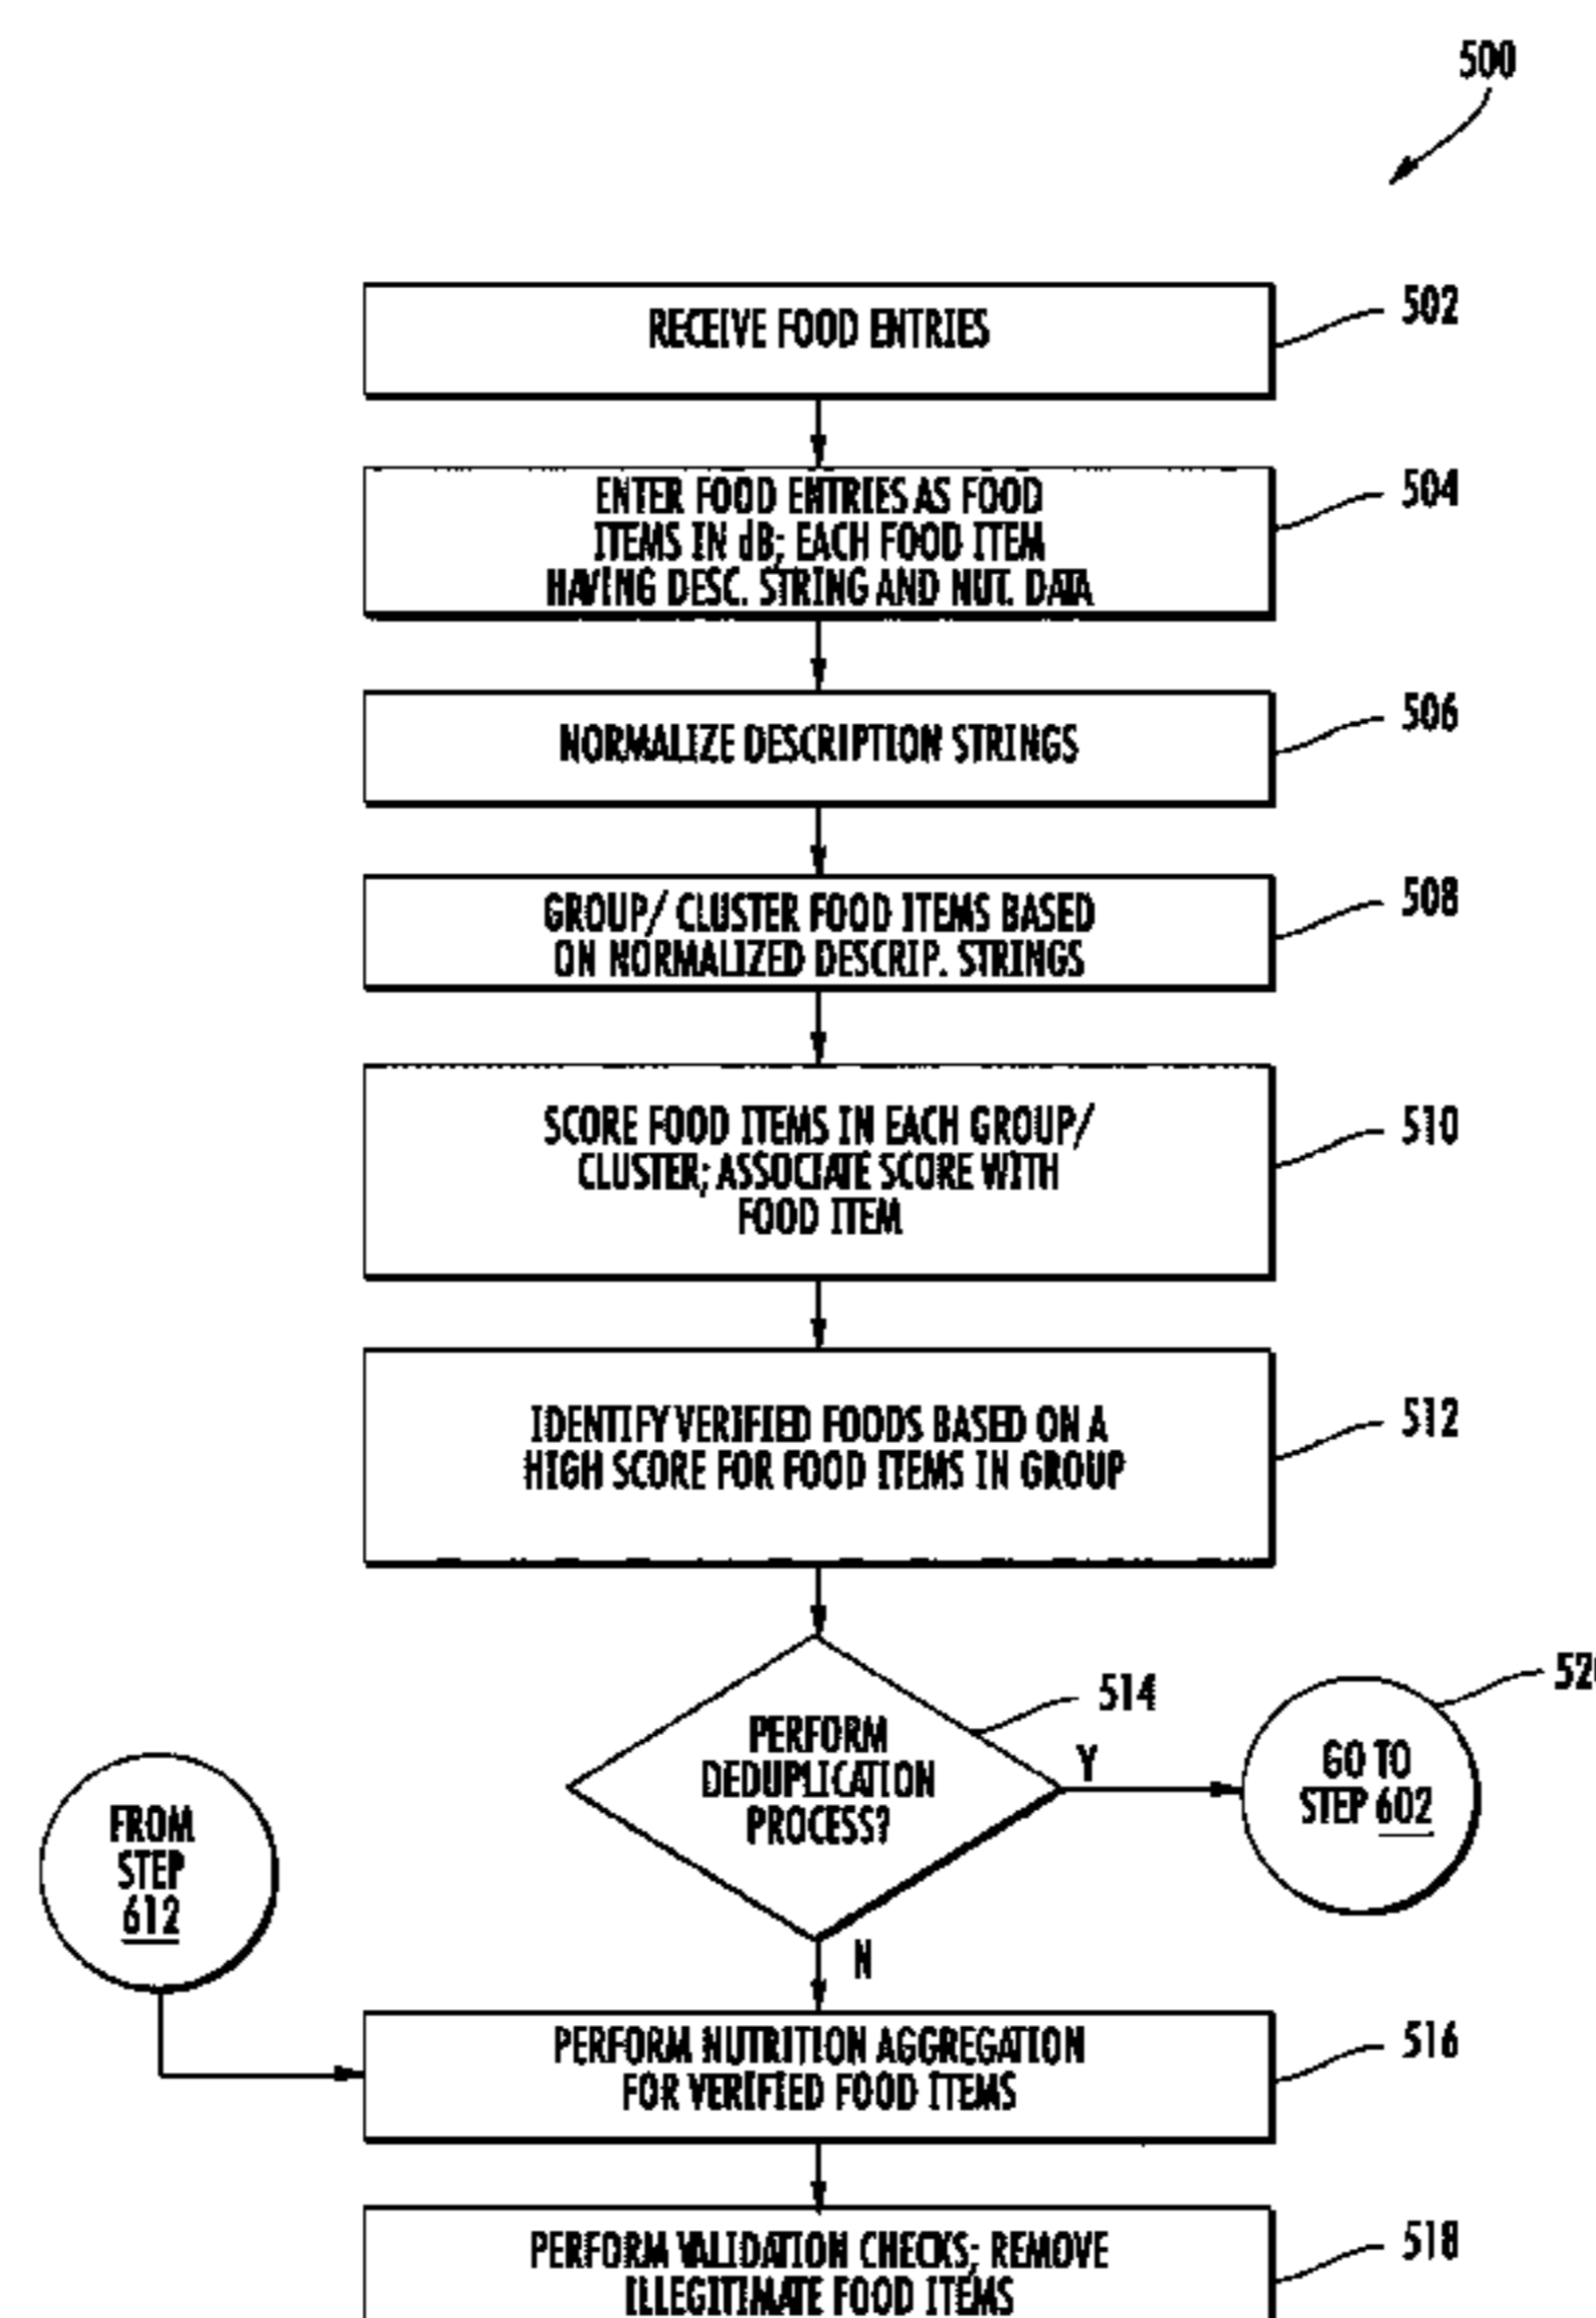 500
RECEIVE FOOD ENTRIES
502
ENTER FOOD ENTRIES AS FOOD
ITEMS IN dB; EACH FOOD ITEM
HAVING DESC. STRING AND NUT. DATA
504
NORMALIZE DESCRIPTION STRINGS
506
GROUP/ CLUSTER FOOD ITEMS BASED
ON NORMALIZED DESCRIP. STRINGS
508
SCORE FOOD ITEMS IN EACH GROUP/
CLUSTER; ASSOCIATE SCORE WITH
FOOD ITEM
510
IDENTIFY VERIFIED FOODS BASED ON A
HIGH SCORE FOR FOOD ITEMS IN GROUP
512
PERFORM
DEDUPLICATION
PROCESS?
514
Y
GO TO
STEP 602
N
FROM
STEP
612
PERFORM NUTRITION AGGREGATION
FOR VERIFIED FOOD ITEMS
516
PERFORM VALIDATION CHECKS; REMOVE
ILLEGITIMATE FOOD ITEMS
518